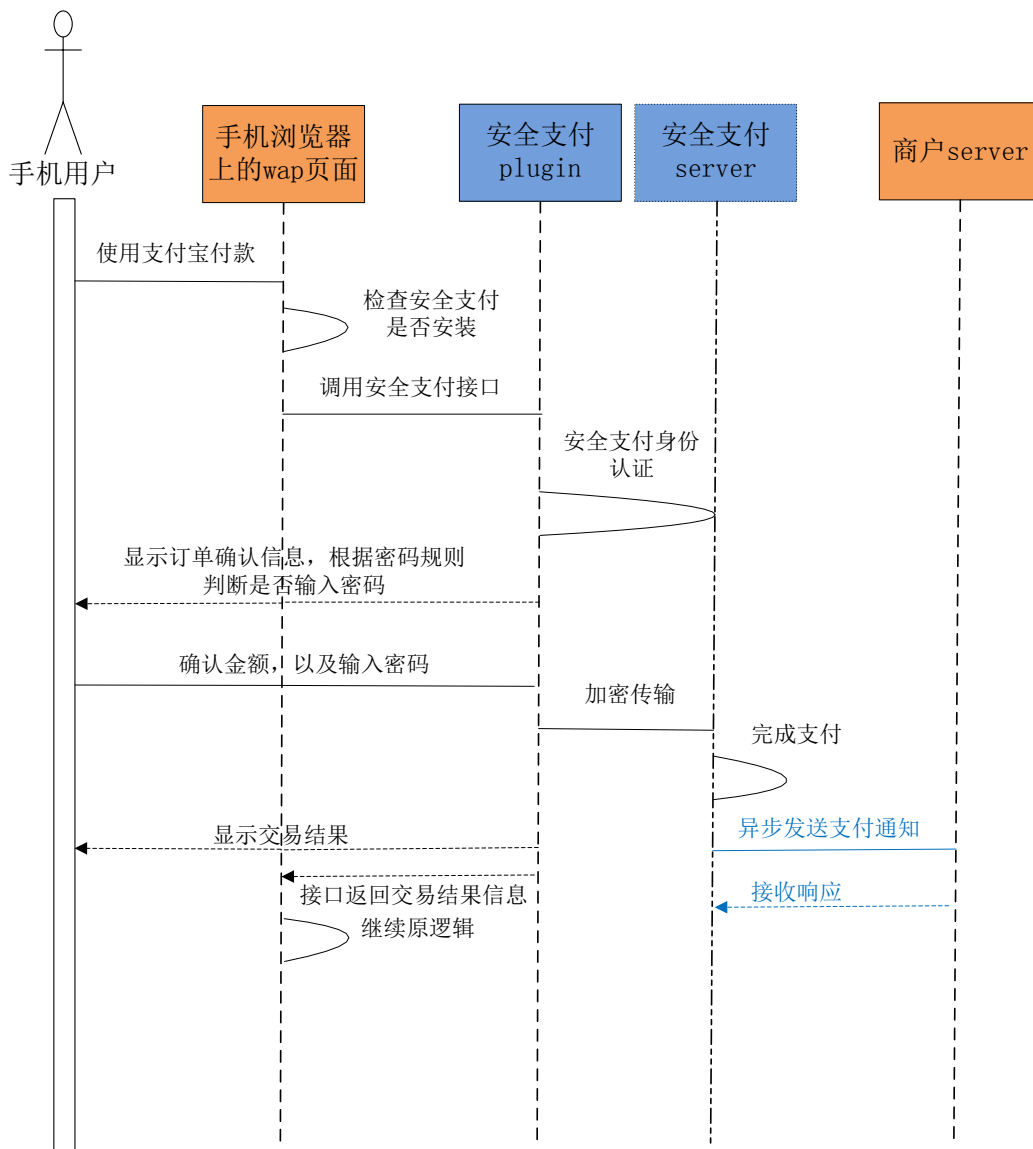 手机用户
手机浏览器
上的wap页面
安全支付
plugin
安全支付
server
商户server
使用支付宝付款
检查安全支付
是否安装
调用安全支付接口
安全支付身份
认证
显示订单确认信息，根据密码规则
判断是否输入密码
确认金额，以及输入密码
加密传输
完成支付
显示交易结果
异步发送支付通知
接口返回交易结果信息
接收响应
继续原逻辑